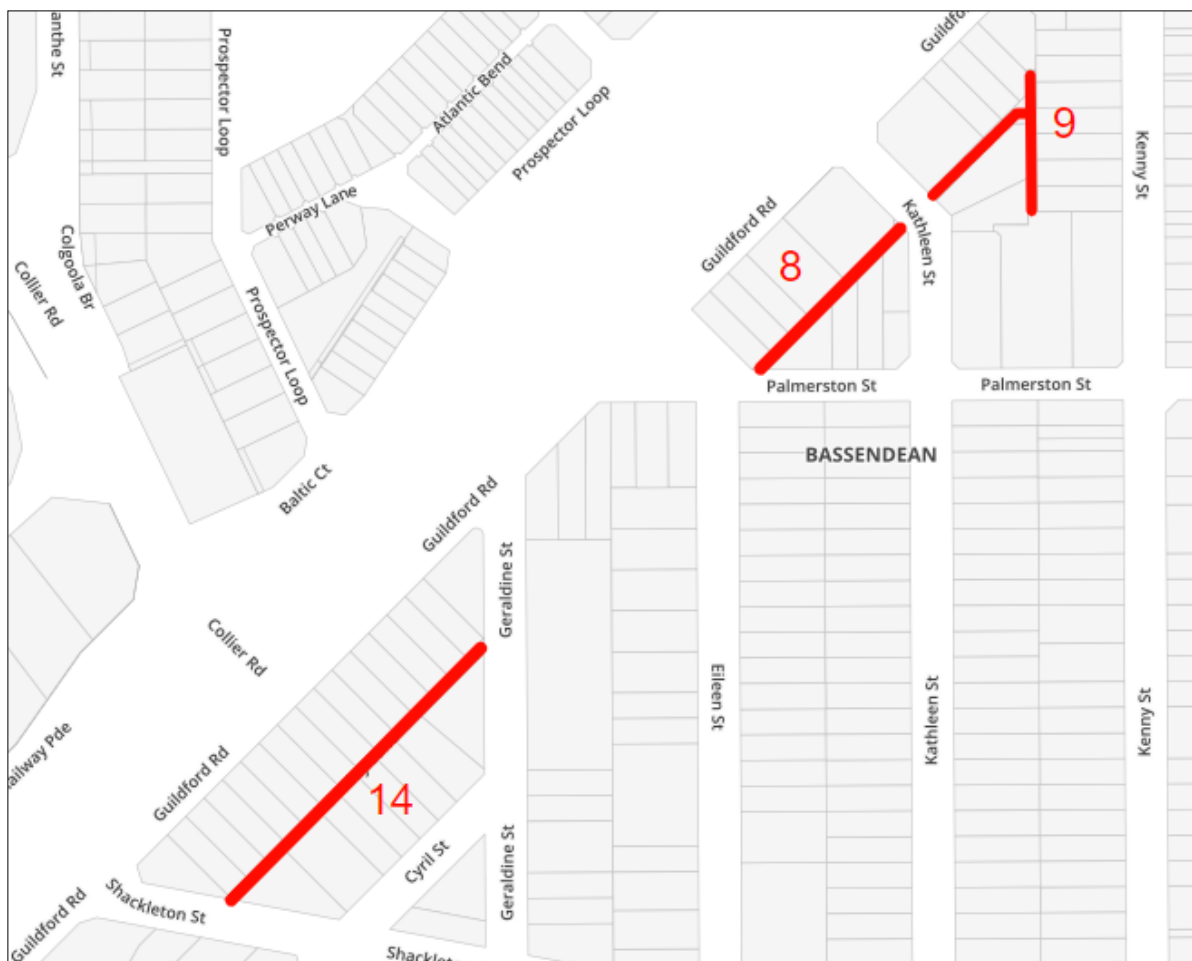 anthe St
Prospector Loop
Atlantic Bend
Prospector Loop
Perway Lane
Guildfor
9
Kenny St
Kathleen St
Guildford Rd
8
Colgoola Br
Collier Rd
Prospector Loop
Palmerston St
Palmerston St
BASSENDEAN
Baltic Ct
Guildford Rd
Geraldine St
Collier Rd
Eileen St
Kathleen St
Kenny St
ailway Pde
Guildford Rd
14
Cyril St
Geraldine St
Shackleton St
Guildford Rd
Shacklet